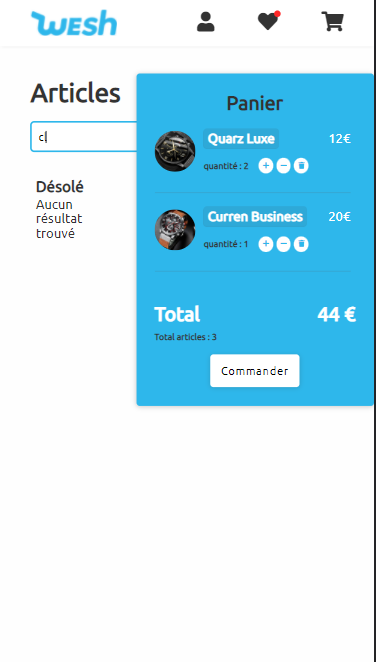 wesh
Articles
Panier
c
Quarz Luxe 12€
quantité : 2
Désolé
Aucun
résultat
trouvé
Curren Business 20€
quantité : 1
Total 44 €
Total articles : 3
Commander